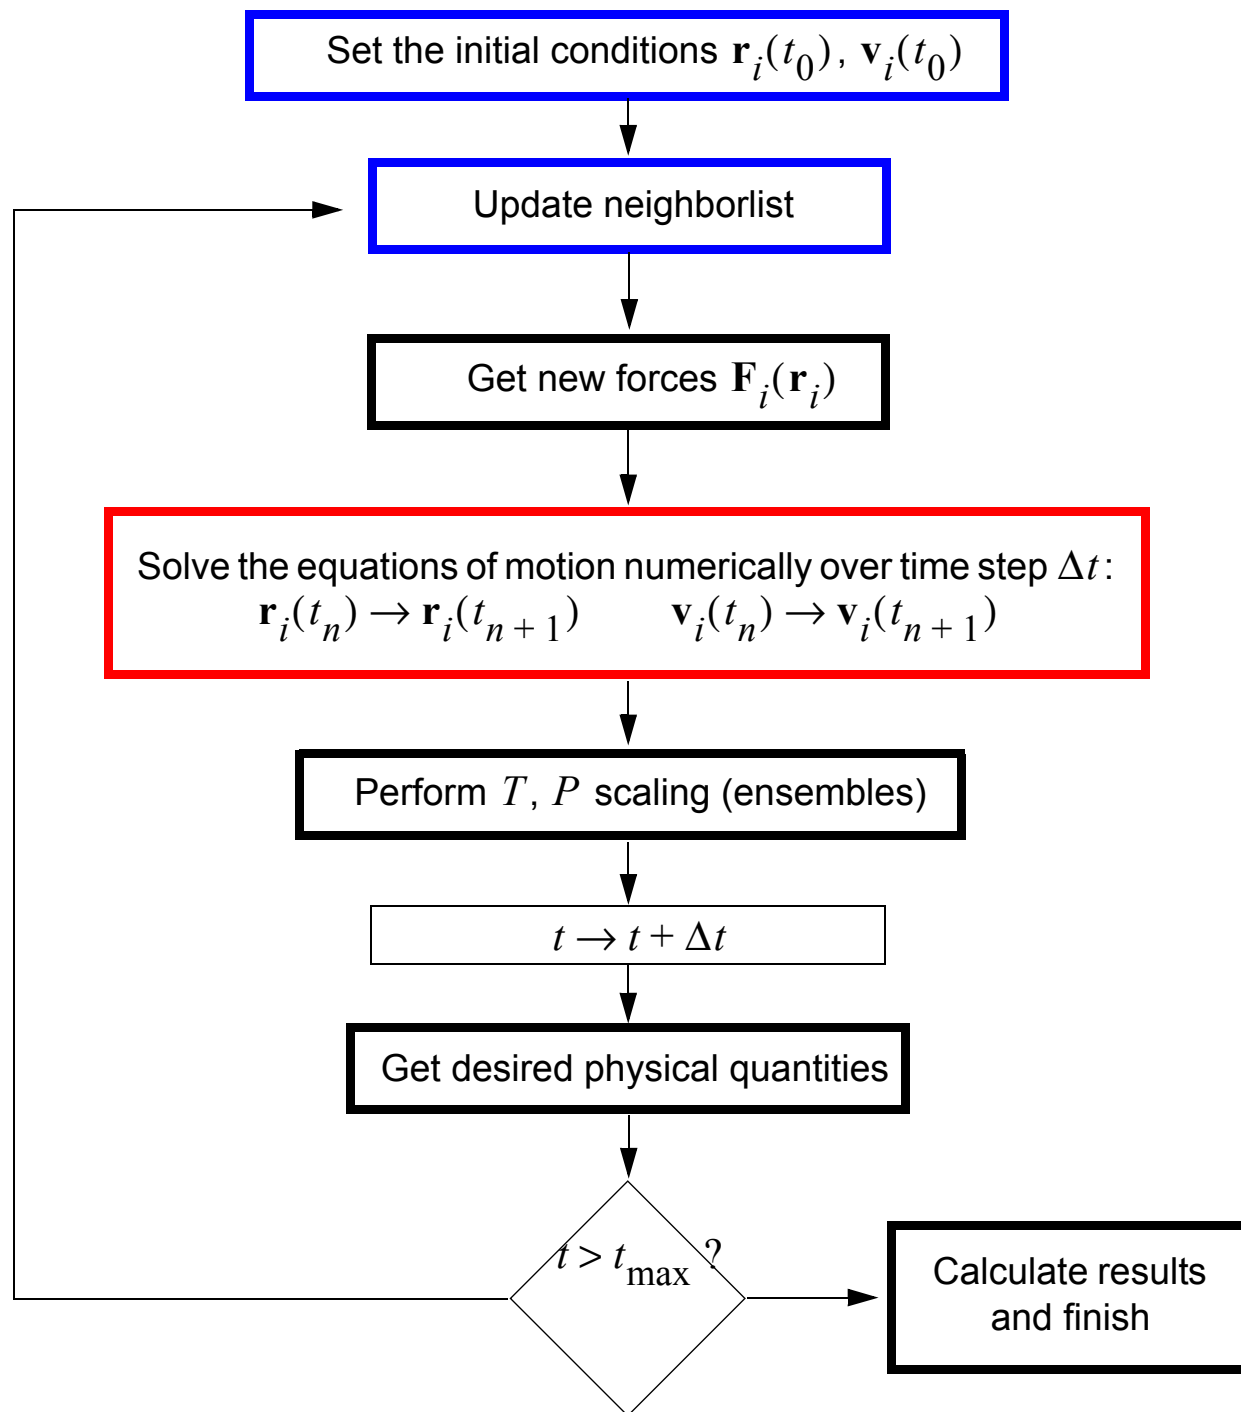 Set the initial conditions r_i(t_0), v_i(t_0)
Update neighborlist
Get new forces F_i(r_i)
Solve the equations of motion numerically over time step Δt:
r_i(t_n) → r_i(t_{n + 1}) v_i(t_n) → v_i(t_{n + 1})
Perform T, P scaling (ensembles)
t → t + Δt
Get desired physical quantities
t > t_max ?
Calculate results
and finish